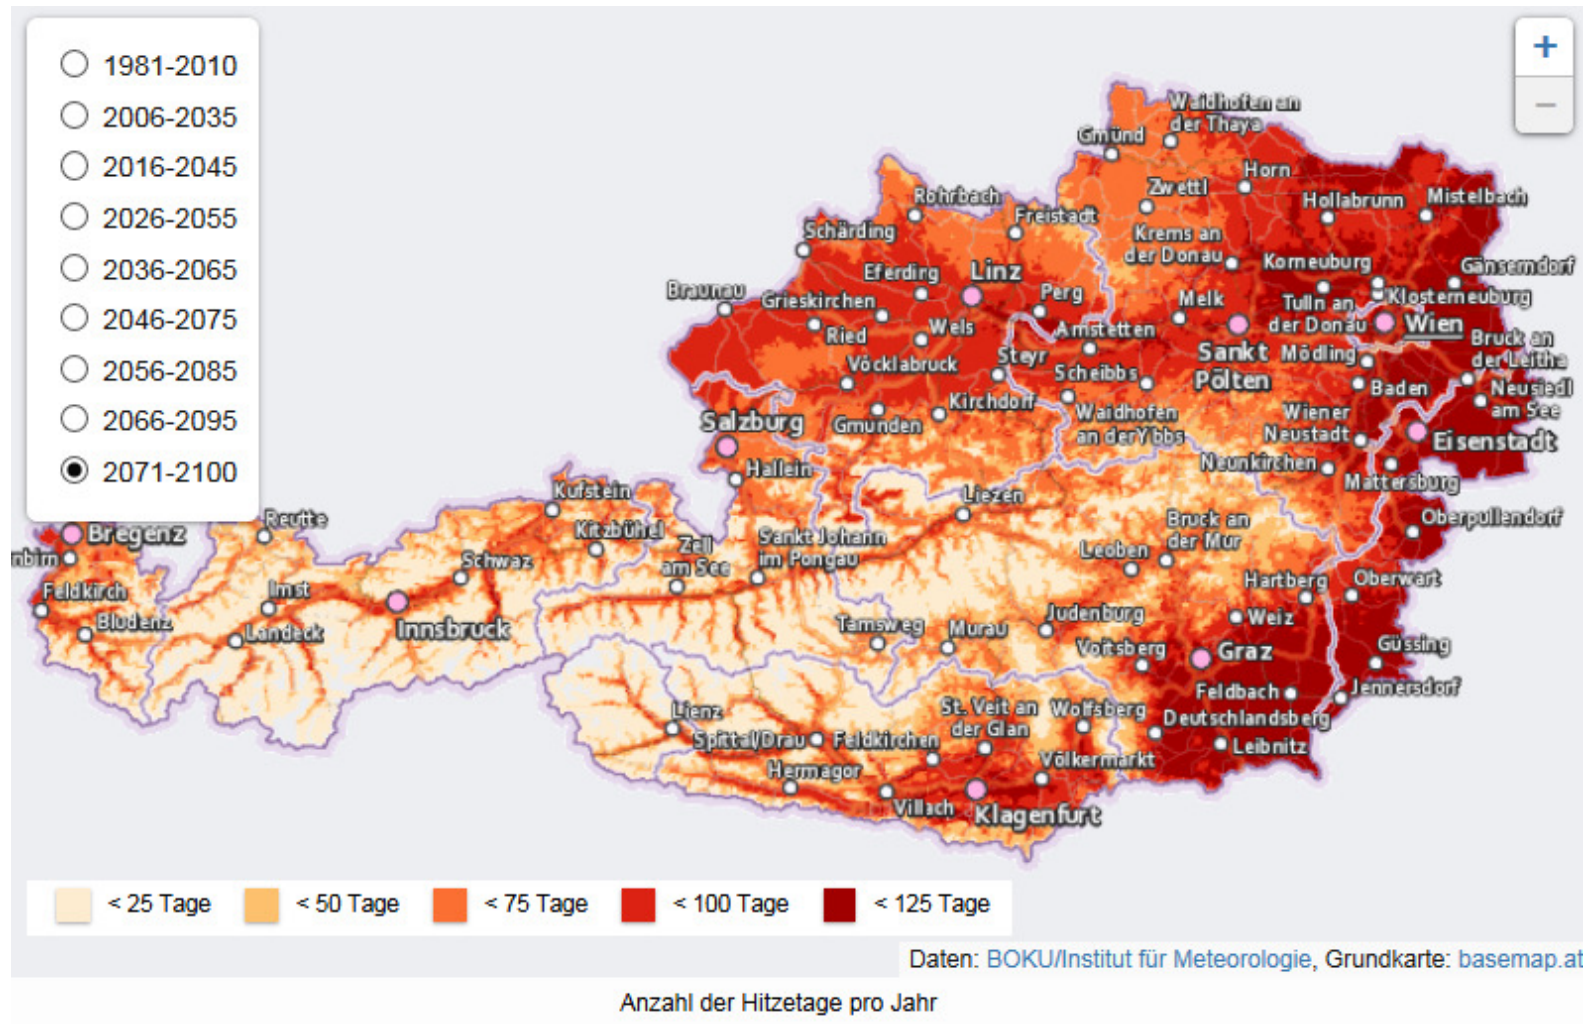 1981-2010
2006-2035
2016-2045
2026-2055
2036-2065
2046-2075
2056-2085
2066-2095
2071-2100
+
−
Waidhofen an
der Thaya
Gmünd
Horn
Zwettl
Rohrbach
Freistadt
Hollabrunn
Mistelbach
Schärding
Krems an
der Donau
Korneuburg
Gänserndorf
Eferding
Linz
Braunau
Grieskirchen
Perg
Melk
Tulln an
der Donau
Klosterneuburg
Ried
Wels
Amstetten
Sankt
Pölten
Wien
Bruck an
der Leitha
Mödling
Vöcklabruck
Steyr
Scheibbs
Baden
Neusiedl
am See
Salzburg
Gmunden
Kirchdorf
Waidhofen
an der Ybbs
Wiener
Neustadt
Eisenstadt
Hallein
Neunkirchen
Mattersburg
Kufstein
Liezen
Reutte
Bregenz
nbirn
Kitzbühel
Zell
am See
Sankt Johann
im Pongau
Bruck an
der Mur
Leoben
Oberpullendorf
Schwaz
Feldkirch
Imst
Hartberg
Oberwart
Bludenz
Landeck
Innsbruck
Tamsweg
Murau
Judenburg
Weiz
Voitsberg
Graz
Güssing
Feldbach
Jennersdorf
Lienz
St. Veit an
der Glan
Wolfsberg
Deutschlandsberg
Leibnitz
Spittal/Drau
Feldkirchen
Völkermarkt
Hermagor
Villach
Klagenfurt
< 25 Tage
< 50 Tage
< 75 Tage
< 100 Tage
< 125 Tage
Daten: BOKU/Institut für Meteorologie, Grundkarte: basemap.at
Anzahl der Hitzetage pro Jahr